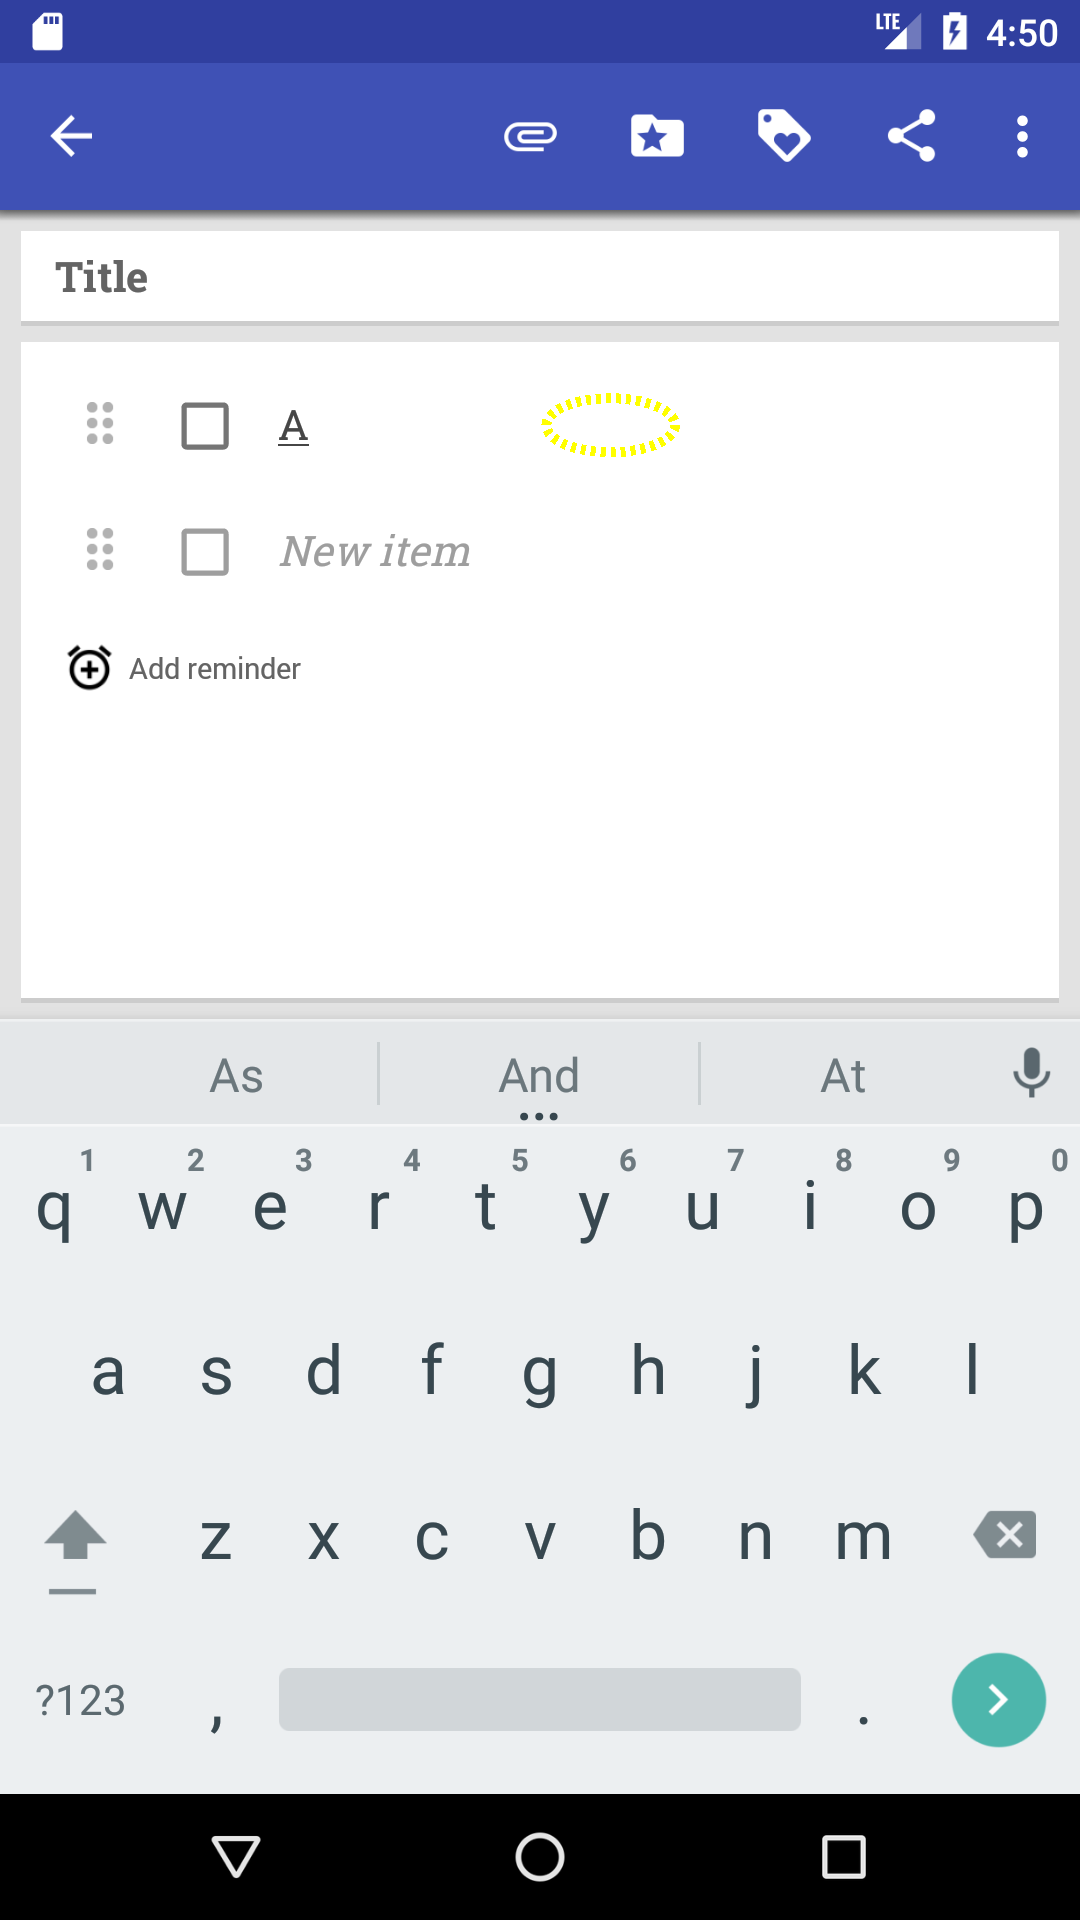 LTE 4:50
Title
A
New item
Add reminder
As And At
1 2 3 4 5 6 7 8 9 0
q w e r t y u i o p
a s d f g h j k l
z x c v b n m
?123 , .